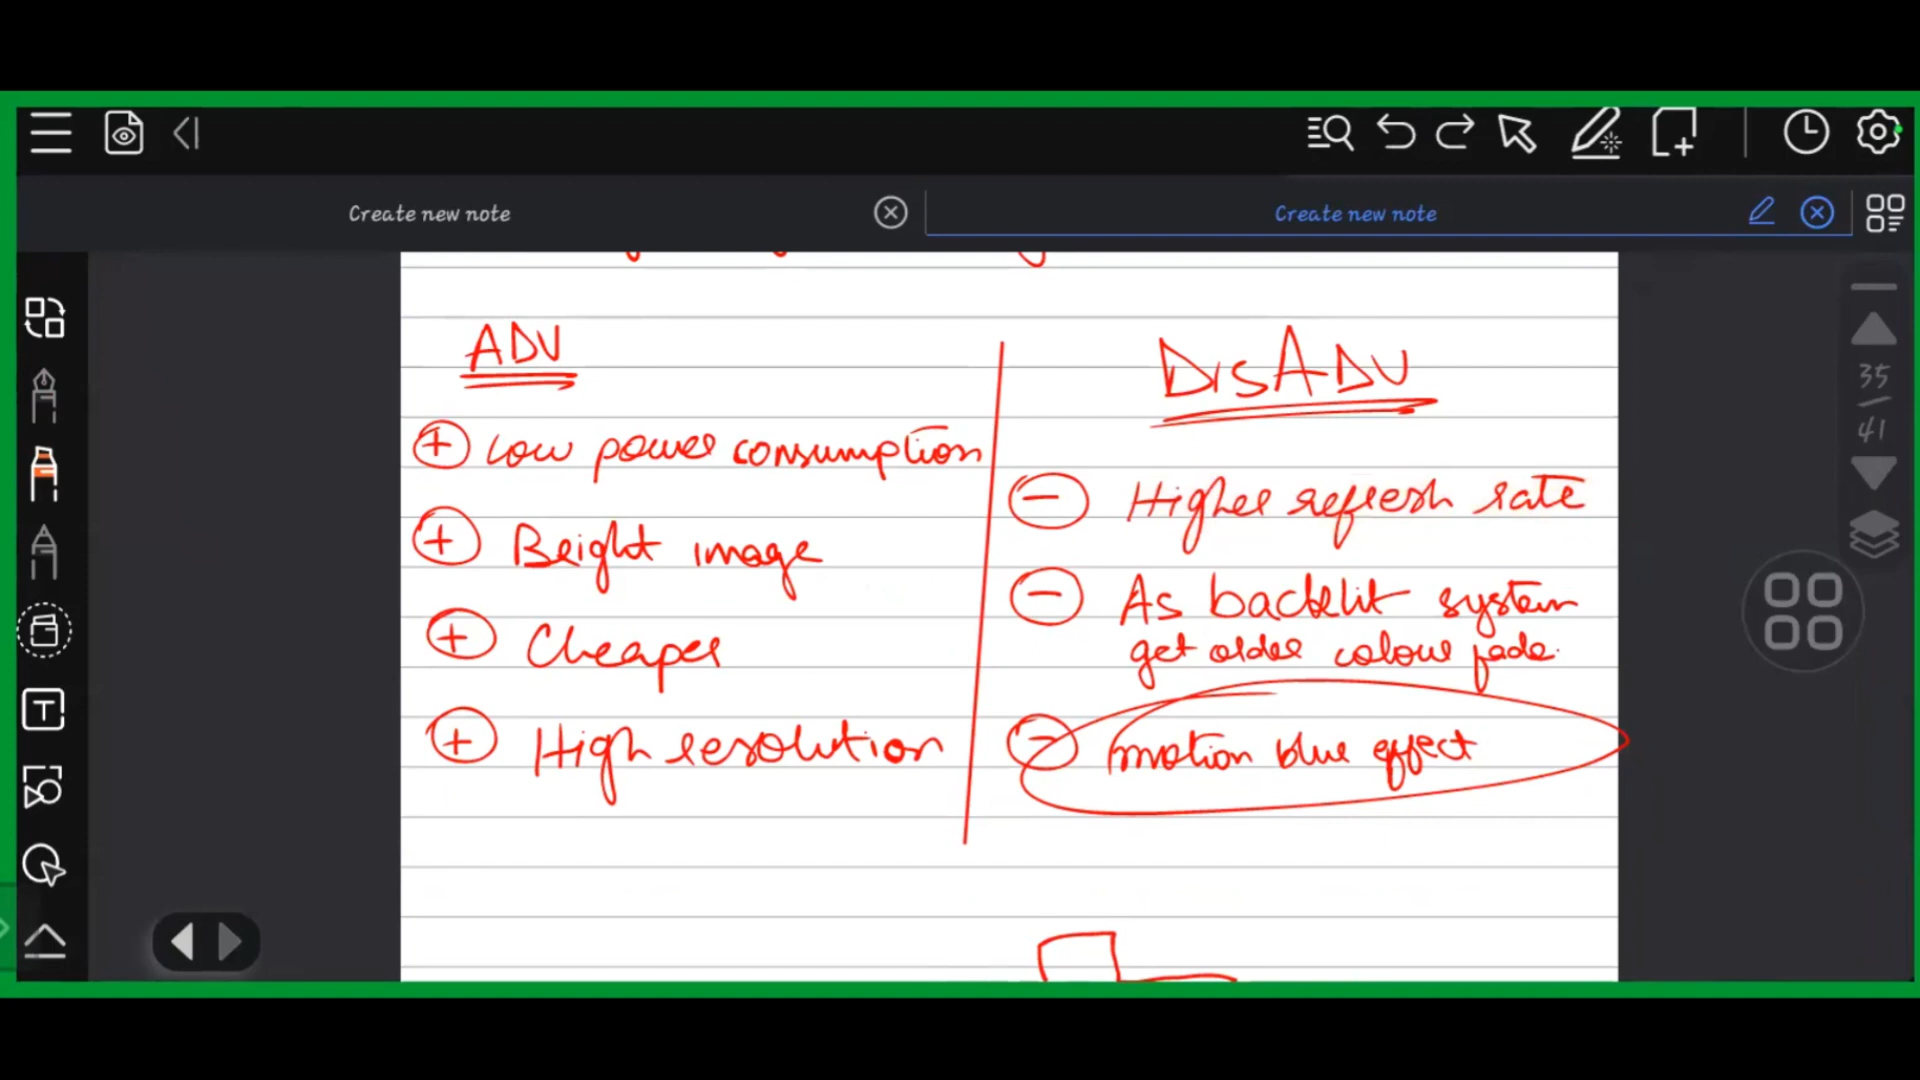 Create new note
Create new note
ADV
DISADV
35
41
+ Low power consumption
- Higher refresh rate
+ Bright image
- As backlit system
get older colour fade.
+ Cheaper
+ High resolution
- motion blur effect